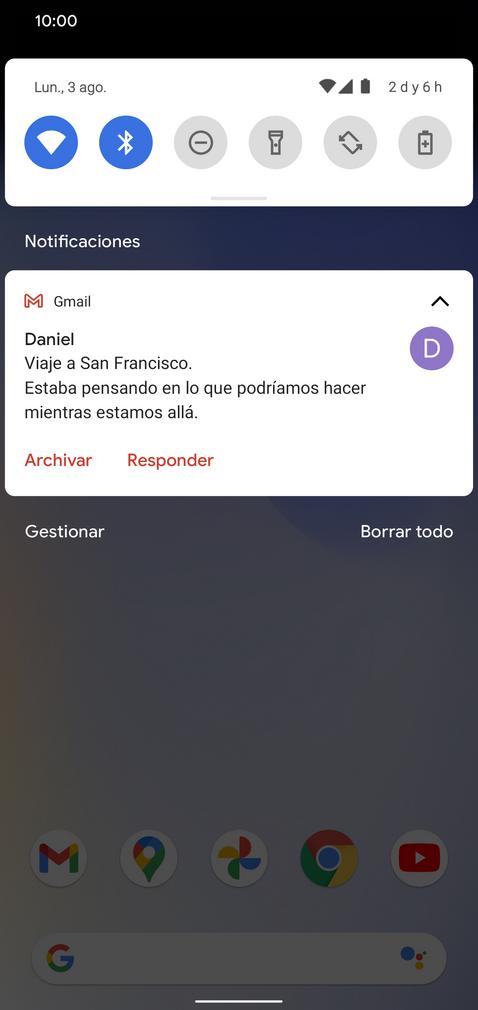 10:00
Lun., 3 ago.
2 d y 6 h
Notificaciones
Gmail
Daniel
D
Viaje a San Francisco.
Estaba pensando en lo que podríamos hacer
mientras estamos allá.
Archivar Responder
Gestionar Borrar todo